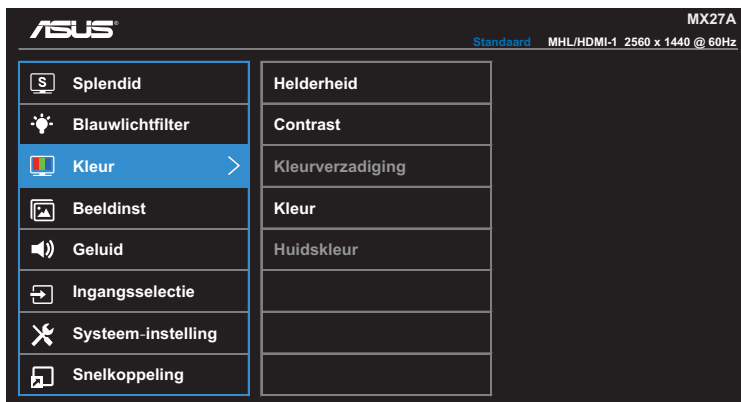 ASUS
MX27A
Standaard MHL/HDMI-1 2560 x 1440 @ 60Hz
S Splendid
Blauwlichtfilter
Kleur
Beeldinst
Geluid
Ingangsselectie
Systeem-instelling
Snelkoppeling
Helderheid
Contrast
Kleurverzadiging
Kleur
Huidskleur